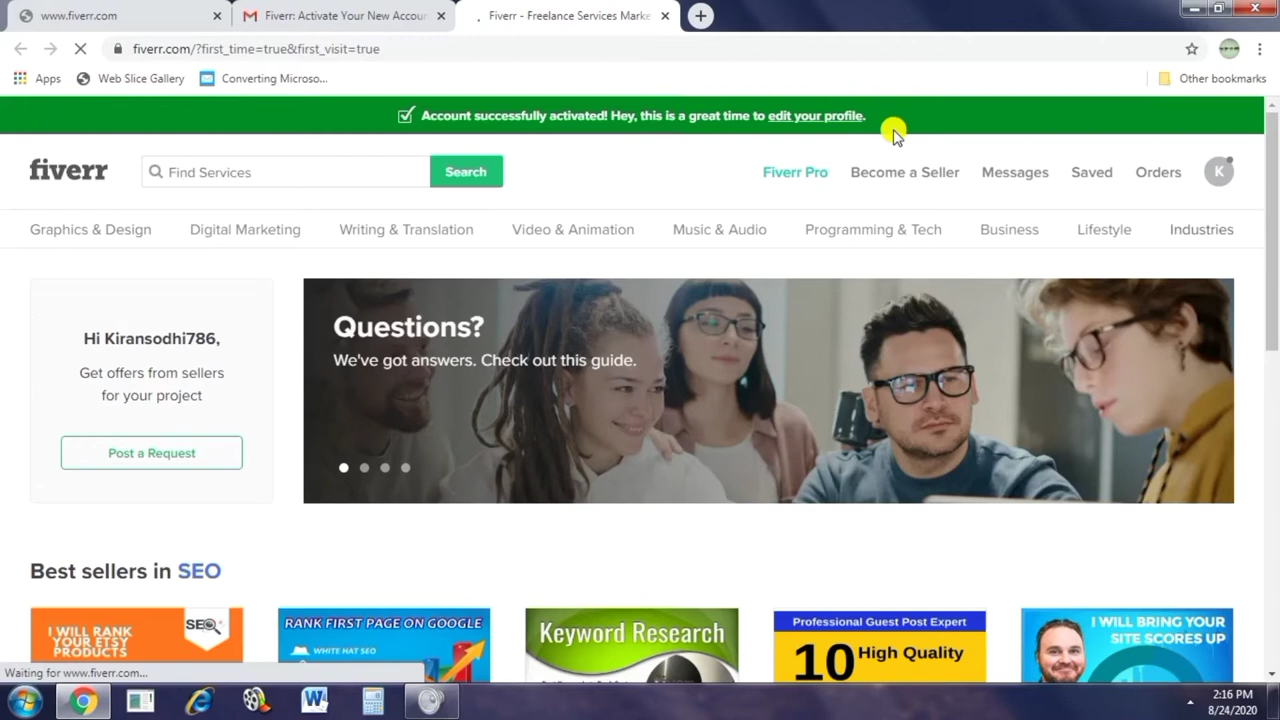 www.fiverr.com
Fiverr: Activate Your New Accoun
Fiverr - Freelance Services Marke
fiverr.com/?first_time=true&first_visit=true
Apps
Web Slice Gallery
Converting Microso...
Other bookmarks
Account successfully activated! Hey, this is a great time to edit your profile.
fiverr
Find Services
Search
Fiverr Pro
Become a Seller
Messages
Saved
Orders
K
Graphics & Design
Digital Marketing
Writing & Translation
Video & Animation
Music & Audio
Programming & Tech
Business
Lifestyle
Industries
Hi Kiransodhi786,
Get offers from sellers
for your project
Post a Request
Questions?
We've got answers. Check out this guide.
Best sellers in SEO
I WILL RANK
YOUR ETSY
PRODUCTS
SEO
RANK FIRST PAGE ON GOOGLE
WHITE HAT SEO
Keyword Research
Professional Guest Post Expert
10 High Quality
I WILL BRING YOUR
SITE SCORES UP
Waiting for www.fiverr.com...
2:16 PM
8/24/2020